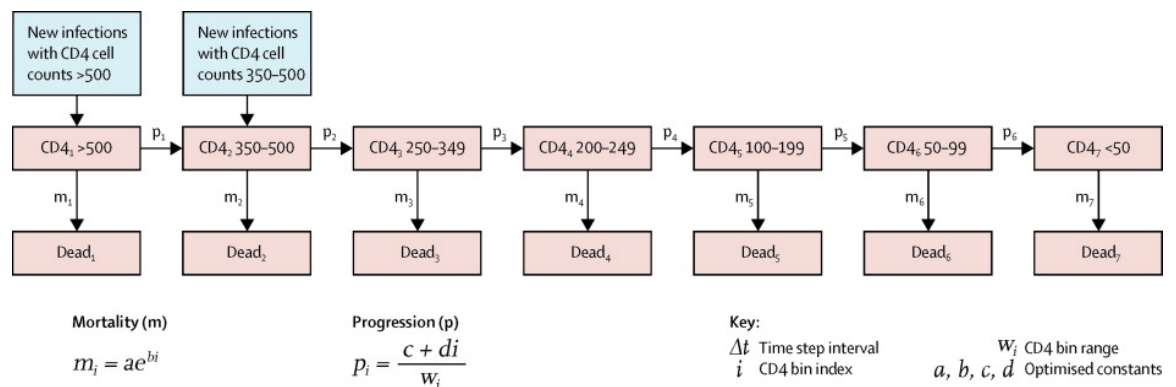 New infections
with CD4 cell
counts >500
New infections
with CD4 cell
counts 350–500
CD4₁ >500
p₁
CD4₂ 350–500
p₂
CD4₃ 250–349
p₃
CD4₄ 200–249
p₄
CD4₅ 100–199
p₅
CD4₆ 50–99
p₆
CD4₇ <50
m₁
m₂
m₃
m₄
m₅
m₆
m₇
Dead₁
Dead₂
Dead₃
Dead₄
Dead₅
Dead₆
Dead₇
Mortality (m)
mᵢ = aeᵇⁱ
Progression (p)
pᵢ = (c + di) / wᵢ
Key:
Δt Time step interval
i CD4 bin index
wᵢ CD4 bin range
a, b, c, d Optimised constants